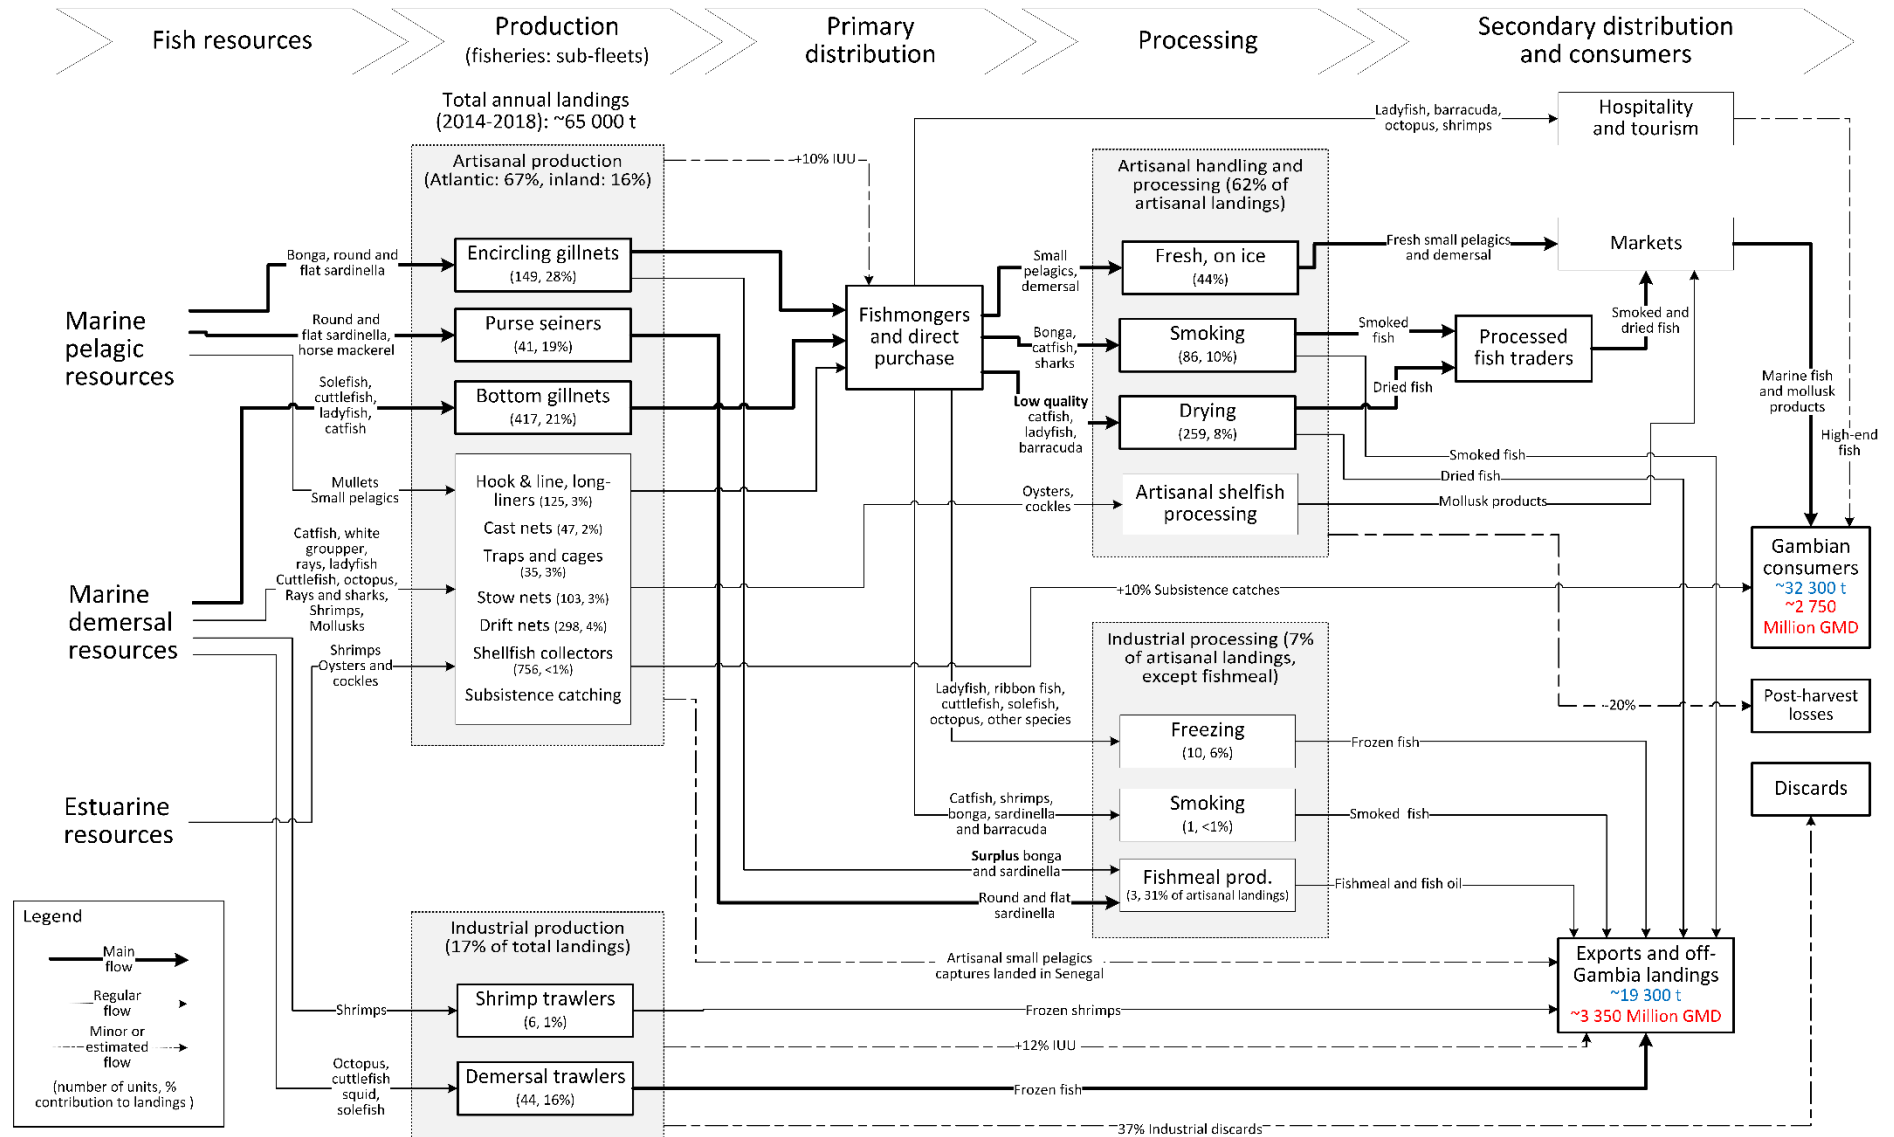 Fish resources
Production
(fisheries: sub-fleets)
Primary
distribution
Processing
Secondary distribution
and consumers
Total annual landings
(2014-2018): ~65 000 t
Artisanal production
(Atlantic: 67%, inland: 16%)
+10% IUU
Ladyfish, barracuda,
octopus, shrimps
Hospitality
and tourism
Artisanal handling and
processing (62% of
artisanal landings)
Marine
pelagic
resources
Bonga, round and
flat sardinella
Encircling gillnets
(149, 28%)
Round and
flat sardinella,
horse mackerel
Purse seiners
(41, 19%)
Solefish,
cuttlefish,
ladyfish,
catfish
Bottom gillnets
(417, 21%)
Fishmongers
and direct
purchase
Small
pelagics,
demersal
Fresh, on ice
(44%)
Fresh small pelagics
and demersal
Markets
Bonga,
catfish,
sharks
Smoking
(86, 10%)
Smoked
fish
Processed
fish traders
Smoked and
dried fish
Low quality
catfish,
ladyfish,
barracuda
Drying
(259, 8%)
Dried fish
Marine fish
and mollusk
products
High-end
fish
Smoked fish
Dried fish
Mollusk products
Mullets
Small pelagics
Hook & line, long-
liners (125, 3%)
Cast nets (47, 2%)
Traps and cages
(35, 3%)
Stow nets (103, 3%)
Drift nets (298, 4%)
Shellfish collectors
(756, <1%)
Subsistence catching
Oysters,
cockles
Artisanal shelfish
processing
Marine
demersal
resources
Catfish, white
groupper,
rays, ladyfish
Cuttlefish, octopus,
Rays and sharks,
Shrimps,
Mollusks
Shrimps
Oysters and
cockles
+10% Subsistence catches
Gambian
consumers
~32 300 t
~2 750
Million GMD
Industrial processing (7%
of artisanal landings,
except fishmeal)
Ladyfish, ribbon fish,
cuttlefish, solefish,
octopus, other species
Freezing
(10, 6%)
Frozen fish
~20%
Post-harvest
losses
Estuarine
resources
Catfish, shrimps,
bonga, sardinella
and barracuda
Smoking
(1, <1%)
Smoked fish
Discards
Surplus bonga
and sardinella
Fishmeal prod.
(3, 31% of artisanal landings)
Fishmeal and fish oil
Round and flat
sardinella
Legend
Main
flow
Regular
flow
Minor or
estimated
flow
(number of units, %
contribution to landings )
Industrial production
(17% of total landings)
Artisanal small pelagics
captures landed in Senegal
Exports and off-
Gambia landings
~19 300 t
~3 350 Million GMD
Shrimps
Shrimp trawlers
(6, 1%)
Frozen shrimps
+12% IUU
Octopus,
cuttlefish
squid,
solefish
Demersal trawlers
(44, 16%)
Frozen fish
37% Industrial discards